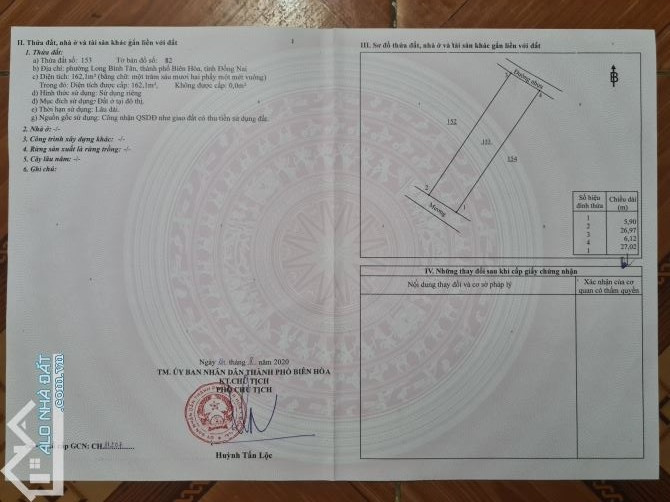 II. Thửa đất, nhà ở và tài sản khác gắn liền với đất
1. Thửa đất:
a) Thửa đất số: 153 Tờ bản đồ số: 82
b) Địa chỉ: phường Long Bình Tân, thành phố Biên Hòa, tỉnh Đồng Nai
c) Diện tích: 162,1m² (bằng chữ: một trăm sáu mươi hai phẩy một mét vuông)
Trong đó: Diện tích được cấp: 162,1m², Không được cấp: 0,0m²
d) Hình thức sử dụng: Sử dụng riêng
đ) Mục đích sử dụng: Đất ở tại đô thị.
e) Thời hạn sử dụng: Lâu dài.
g) Nguồn gốc sử dụng: Công nhận QSDĐ như giao đất có thu tiền sử dụng đất.
2. Nhà ở: -/-
3. Công trình xây dựng khác: -/-
4. Rừng sản xuất là rừng trồng: -/-
5. Cây lâu năm: -/-
6. Ghi chú:
Ngày tháng năm 2020
TM. ỦY BAN NHÂN DÂN THÀNH PHỐ BIÊN HÒA
KT.CHỦ TỊCH
PHÓ CHỦ TỊCH
Huỳnh Tấn Lộc
cấp GCN: CH
III. Sơ đồ thửa đất, nhà ở và tài sản khác gắn liền với đất
B
Đường nhựa
152
153
154
2
1
Mương
Số hiệu đỉnh thửa Chiều dài (m)
1
5,90
2
26,97
3
6,12
4
27,02
1
IV. Những thay đổi sau khi cấp giấy chứng nhận
Nội dung thay đổi và cơ sở pháp lý
Xác nhận của cơ quan có thẩm quyền
ALO NHÀ ĐẤT
.com.vn